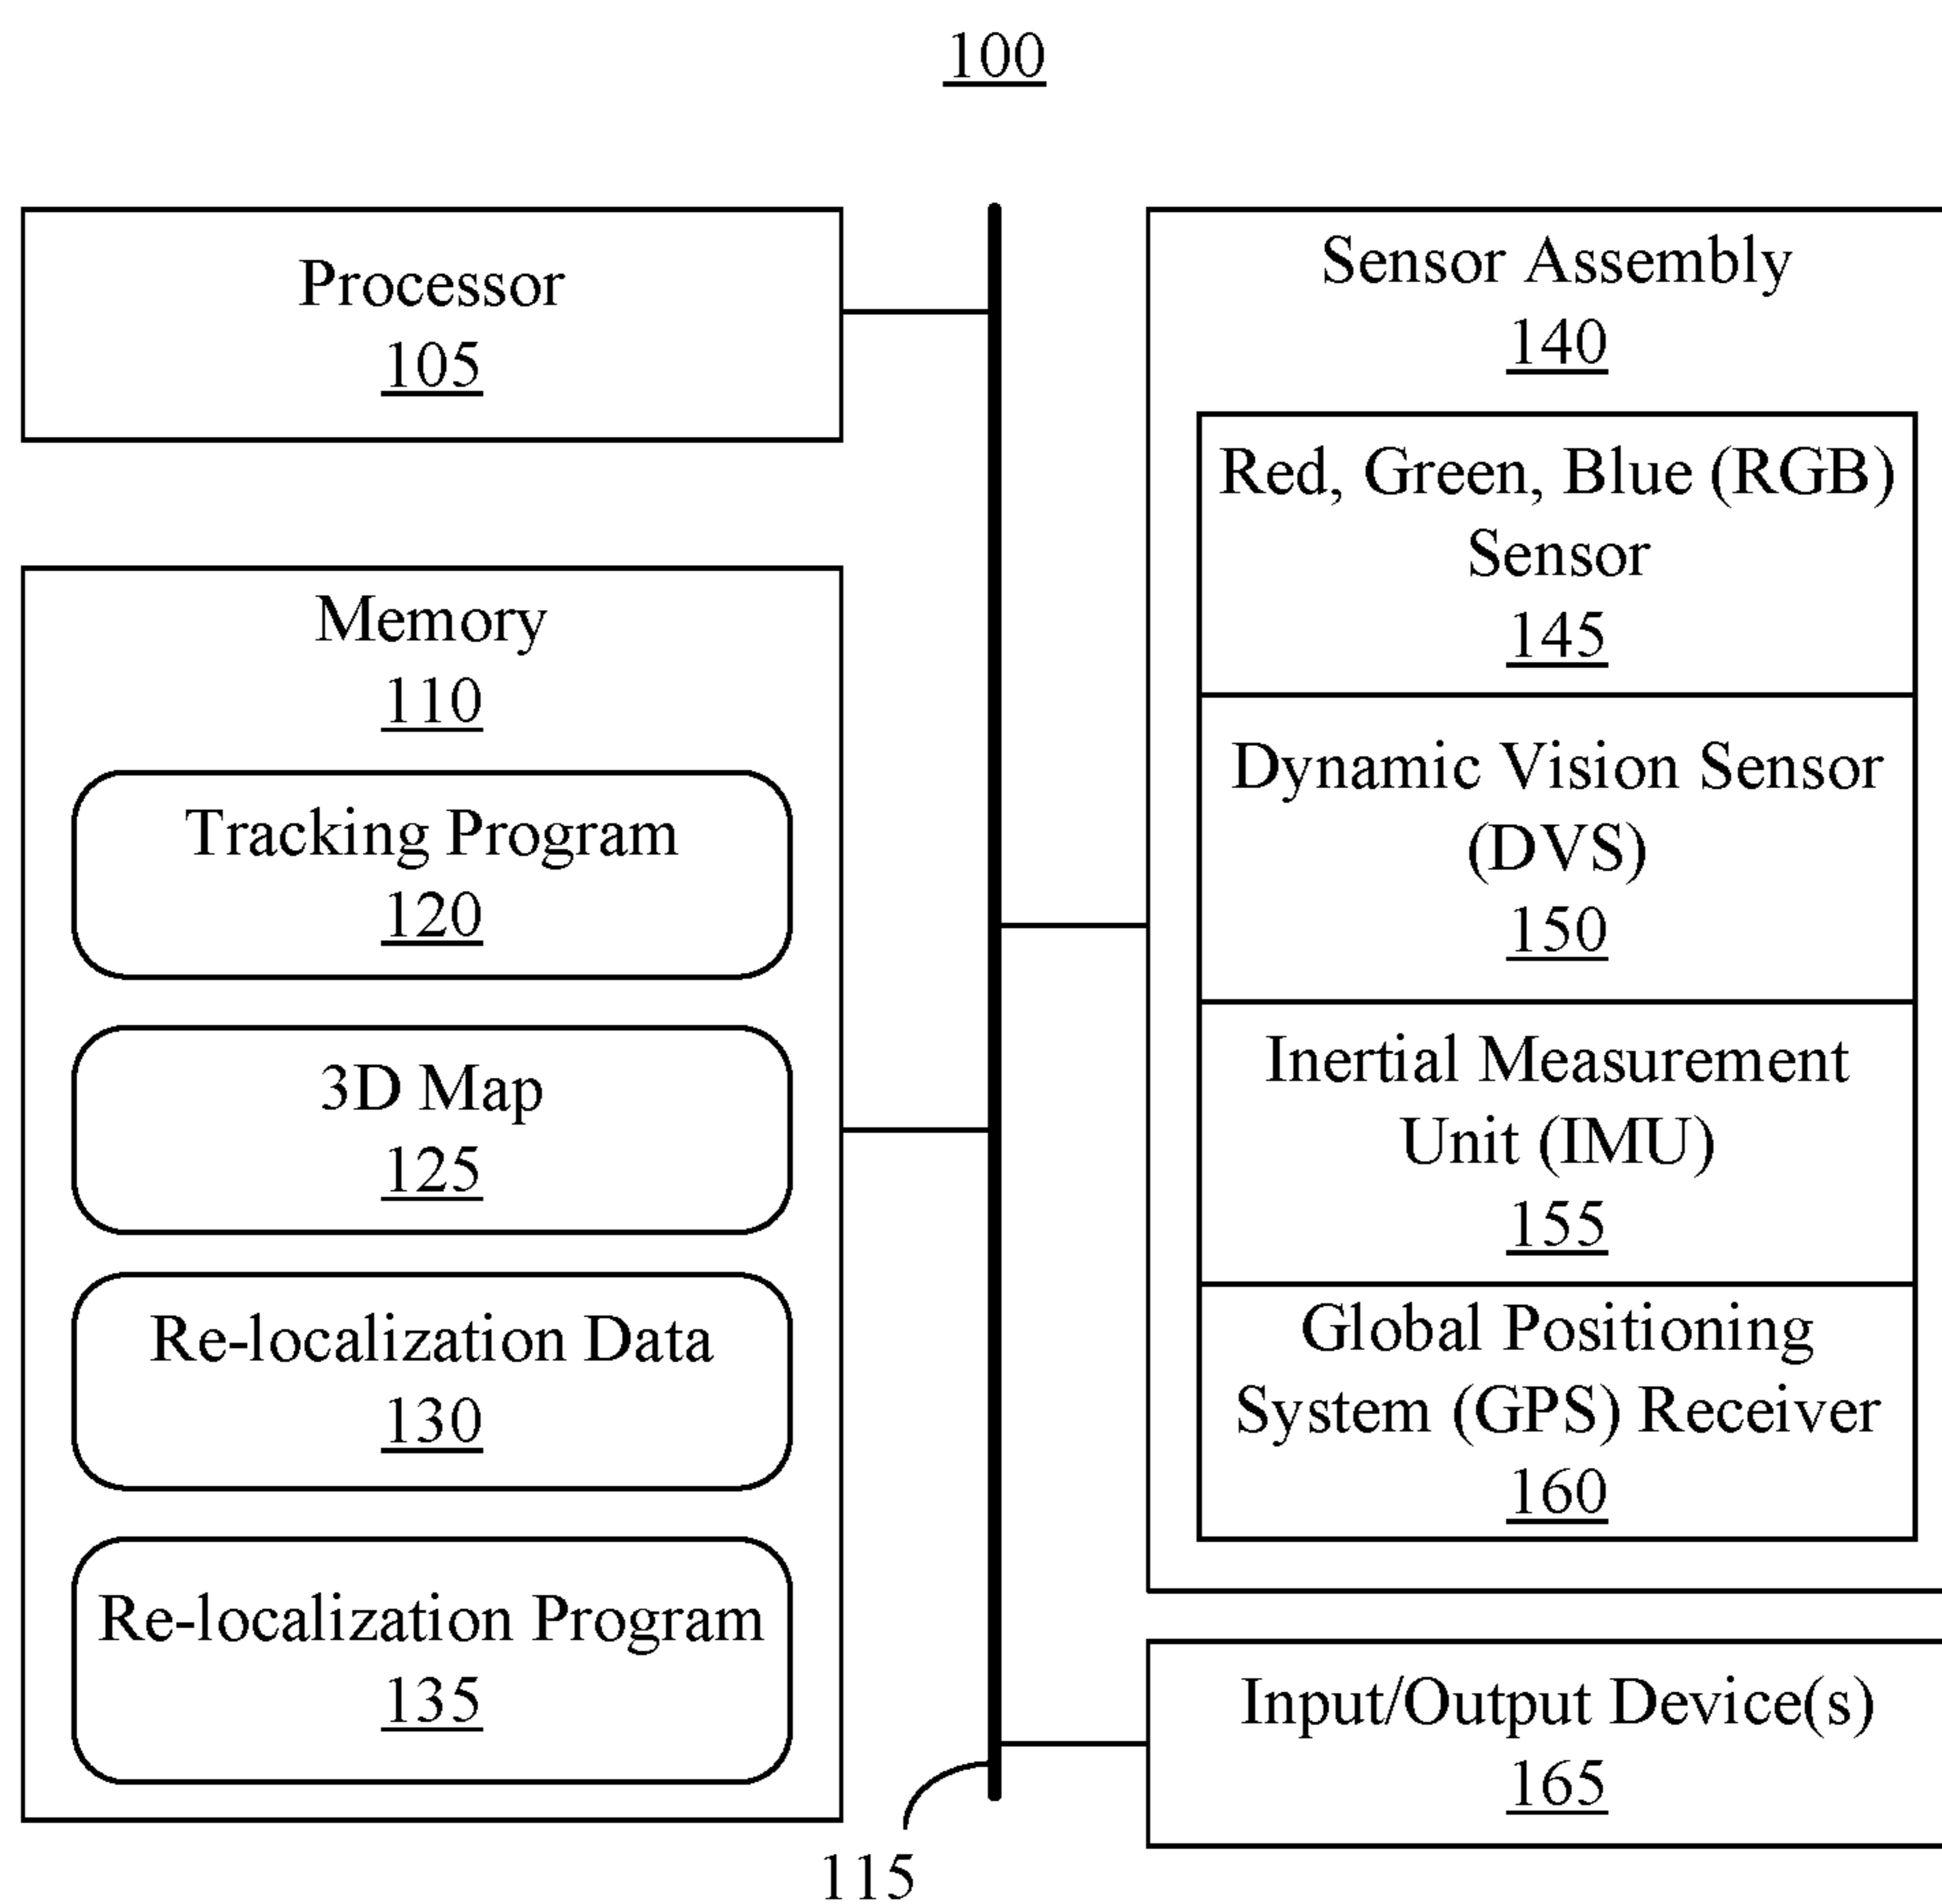 100
Processor
105
Memory
110
Tracking Program
120
3D Map
125
Re-localization Data
130
Re-localization Program
135
115
Sensor Assembly
140
Red, Green, Blue (RGB)
Sensor
145
Dynamic Vision Sensor
(DVS)
150
Inertial Measurement
Unit (IMU)
155
Global Positioning
System (GPS) Receiver
160
Input/Output Device(s)
165